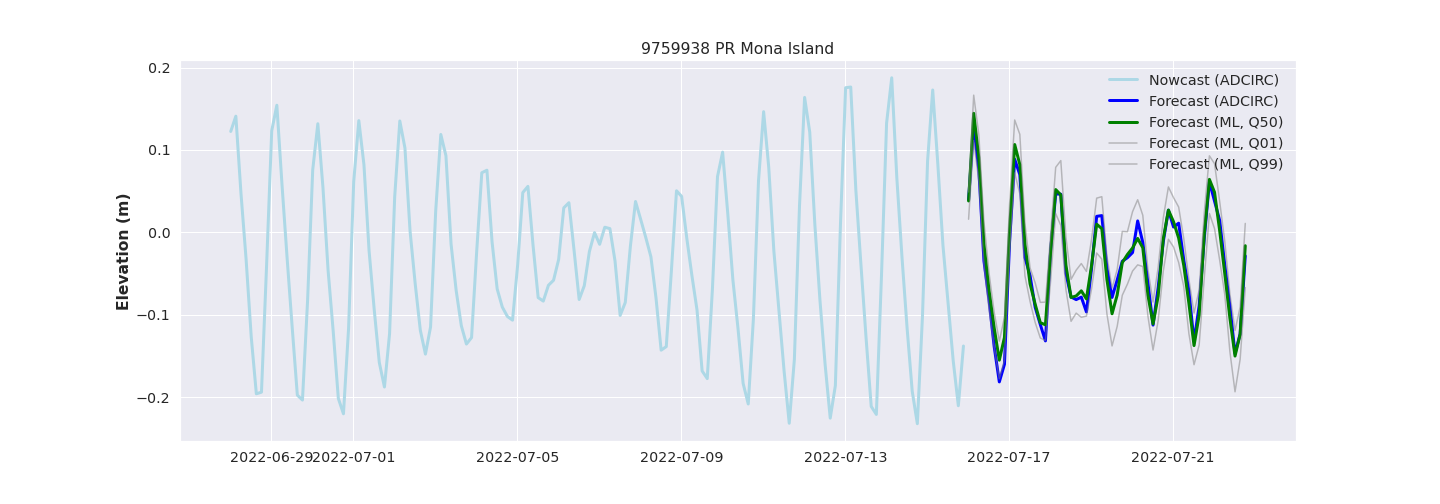 9759938 PR Mona Island
Elevation (m)
0.2
0.1
0.0
−0.1
−0.2
Nowcast (ADCIRC)
Forecast (ADCIRC)
Forecast (ML, Q50)
Forecast (ML, Q01)
Forecast (ML, Q99)
2022-06-29 2022-07-01 2022-07-05 2022-07-09 2022-07-13 2022-07-17 2022-07-21